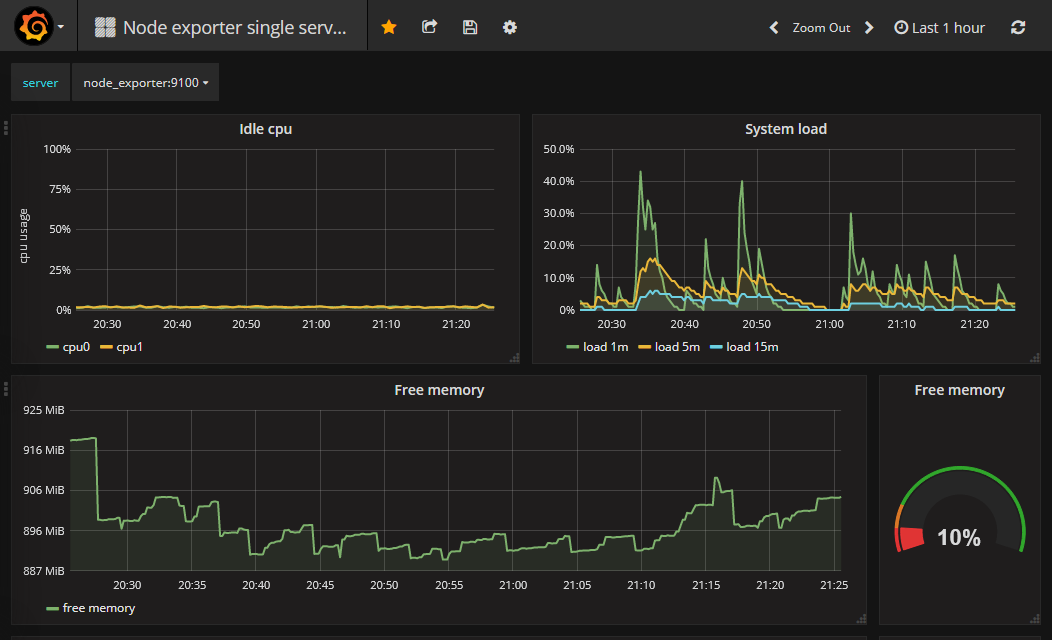 Node exporter single serv...
Zoom Out
Last 1 hour
server
node_exporter:9100
Idle cpu
cpu usage
100%
75%
50%
25%
0%
20:30 20:40 20:50 21:00 21:10 21:20
cpu0 cpu1
System load
50.0%
40.0%
30.0%
20.0%
10.0%
0%
20:30 20:40 20:50 21:00 21:10 21:20
load 1m load 5m load 15m
Free memory
925 MiB
916 MiB
906 MiB
896 MiB
887 MiB
20:30 20:35 20:40 20:45 20:50 20:55 21:00 21:05 21:10 21:15 21:20 21:25
free memory
Free memory
10%